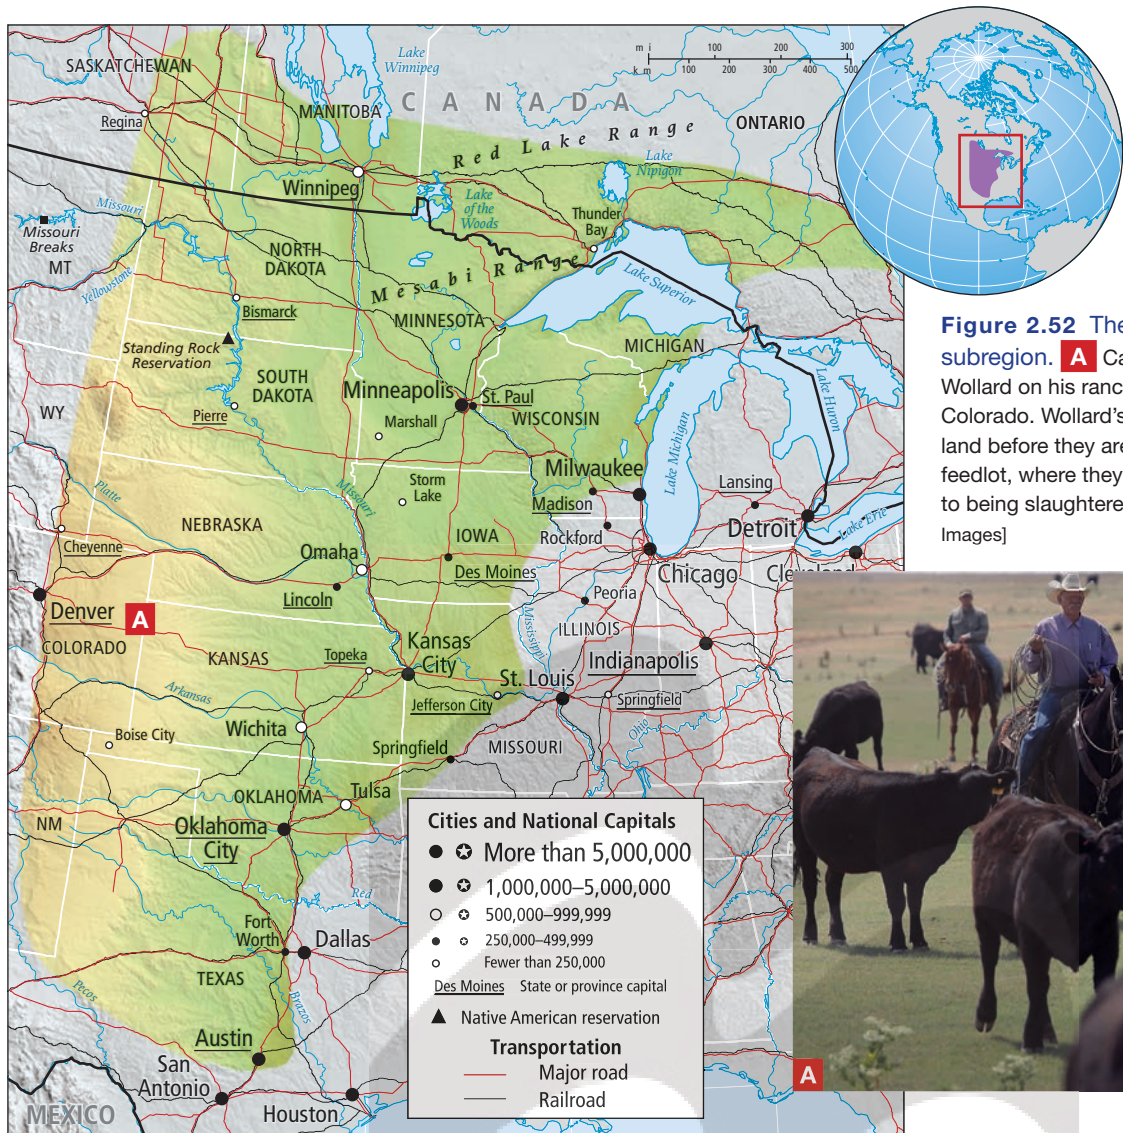 SASKATCHEWAN
Regina
MANITOBA
Lake
Winnipeg
C A N A D A
m i 100 200 300
k m 100 200 300 400 500
ONTARIO
Red Lake Range
Winnipeg
Lake
of the
Woods
Lake
Nipigon
Thunder
Bay
Missouri
Missouri
Breaks
MT
Yellowstone
NORTH
DAKOTA
Bismarck
Mesabi Range
Lake Superior
MINNESOTA
MICHIGAN
Standing Rock
Reservation
SOUTH
DAKOTA
Pierre
WY
Minneapolis
St. Paul
Marshall
WISCONSIN
Lake Huron
Lake Michigan
Milwaukee
Madison
Lansing
Detroit
Lake Erie
Platte
Missouri
Storm
Lake
NEBRASKA
Cheyenne
Omaha
IOWA
Des Moines
Rockford
Chicago
Cleveland
Lincoln
Denver
A
COLORADO
Peoria
Mississippi
ILLINOIS
Indianapolis
KANSAS
Topeka
Kansas
City
St. Louis
Jefferson City
Springfield
Arkansas
Boise City
Wichita
Springfield
MISSOURI
Ohio
NM
OKLAHOMA
Tulsa
Oklahoma
City
Red
Fort
Worth
Dallas
TEXAS
Pecos
Brazos
Austin
San
Antonio
Houston
MEXICO
Cities and National Capitals
More than 5,000,000
1,000,000–5,000,000
500,000–999,999
250,000–499,999
Fewer than 250,000
Des Moines State or province capital
Native American reservation
Transportation
Major road
Railroad
Figure 2.52 The
subregion. A Ca
Wollard on his ranc
Colorado. Wollard's
land before they are
feedlot, where they
to being slaughtere
Images]
A